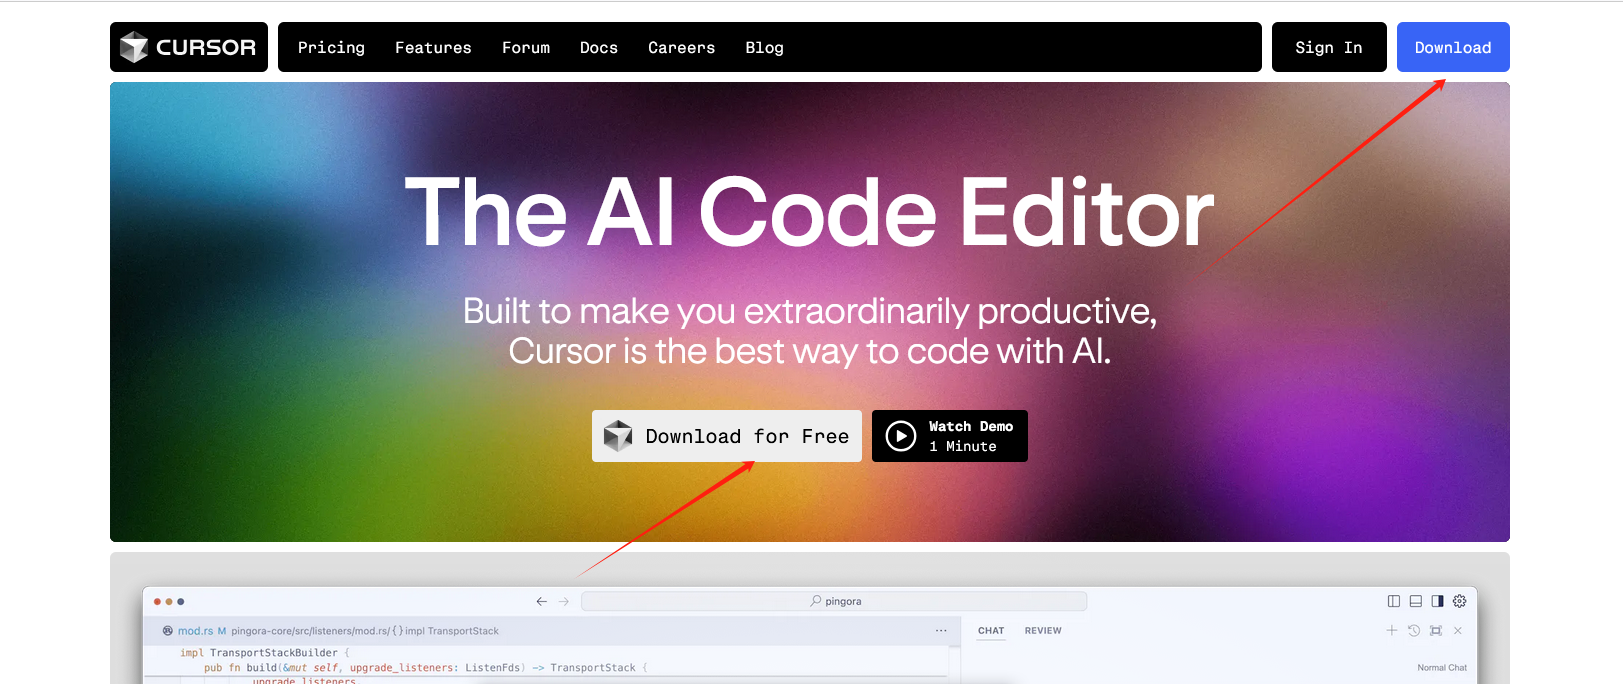 CURSOR
Pricing Features Forum Docs Careers Blog
Sign In
Download
The AI Code Editor
Built to make you extraordinarily productive,
Cursor is the best way to code with AI.
Download for Free
Watch Demo
1 Minute
pingora
mod.rs M pingora-core/src/listeners/mod.rs/{} impl TransportStack
...
CHAT REVIEW
impl TransportStackBuilder {
pub fn build(&mut self, upgrade_listeners: ListenFds) -> TransportStack {
upgrade_listeners,
Normal Chat